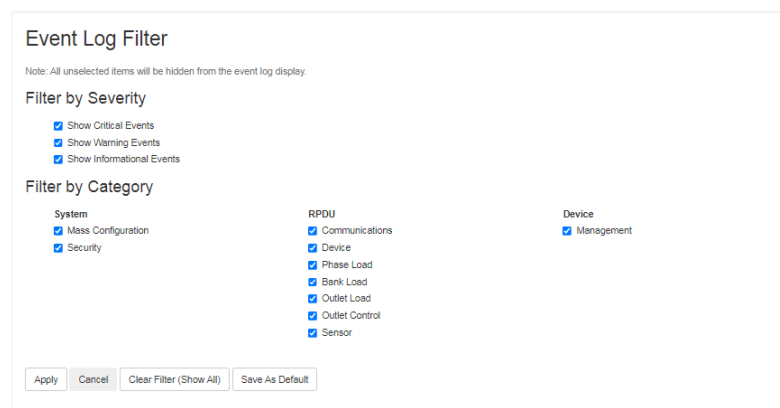 Event Log Filter
Note: All unselected items will be hidden from the event log display.
Filter by Severity
Show Critical Events
Show Warning Events
Show Informational Events
Filter by Category
System
Mass Configuration
Security
RPDU
Communications
Device
Phase Load
Bank Load
Outlet Load
Outlet Control
Sensor
Device
Management
Apply
Cancel
Clear Filter (Show All)
Save As Default